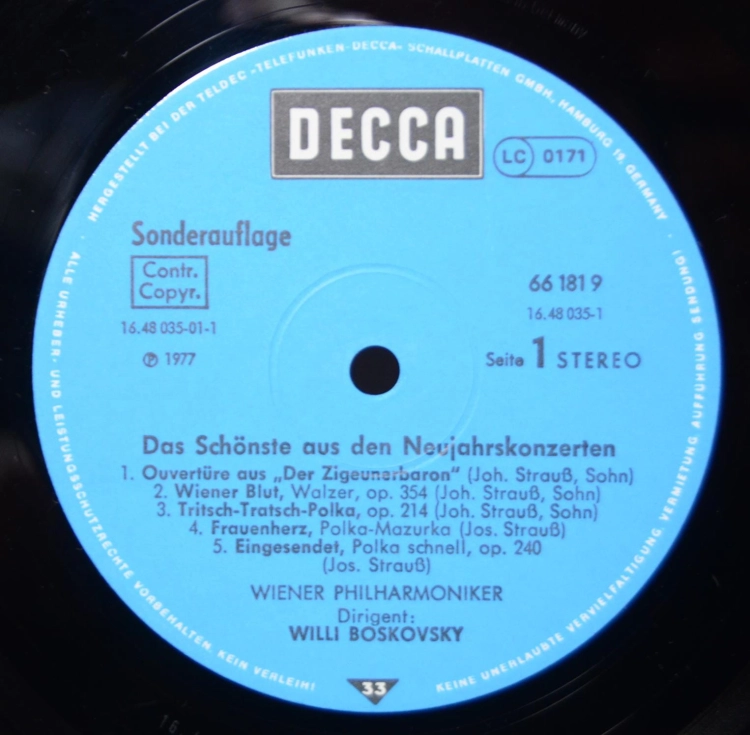 HERGESTELLT BEI DER TELDEC »TELEFUNKEN-DECCA« SCHALLPLATTEN GMBH, HAMBURG 19, GERMANY ·
DECCA
LC 0171
Sonderauflage
Contr.
Copyr.
66 181 9
16.48 035-01-1
16.48 035-1
℗ 1977
Seite 1 STEREO
Das Schönste aus den Neujahrskonzerten
1. Ouvertüre aus „Der Zigeunerbaron" (Joh. Strauß, Sohn)
2. Wiener Blut, Walzer, op. 354 (Joh. Strauß, Sohn)
3. Tritsch-Tratsch-Polka, op. 214 (Joh. Strauß, Sohn)
4. Frauenherz, Polka-Mazurka (Jos. Strauß)
5. Eingesendet, Polka schnell, op. 240
(Jos. Strauß)
WIENER PHILHARMONIKER
Dirigent:
WILLI BOSKOVSKY
33
· ALLE URHEBER- UND LEISTUNGSSCHUTZRECHTE VORBEHALTEN. KEIN VERLEIH!
KEINE UNERLAUBTE VERVIELFÄLTIGUNG, VERMIETUNG, AUFFÜHRUNG, SENDUNG!